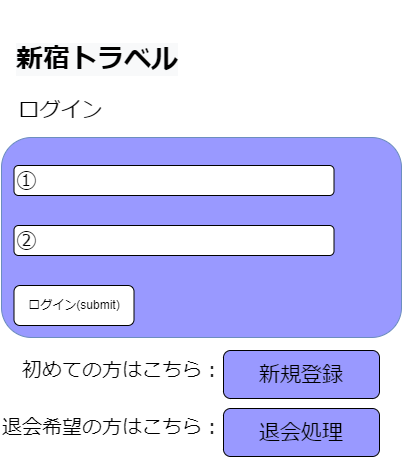 新宿トラベル
ログイン
①
②
ログイン(submit)
初めての方はこちら： 新規登録
退会希望の方はこちら： 退会処理